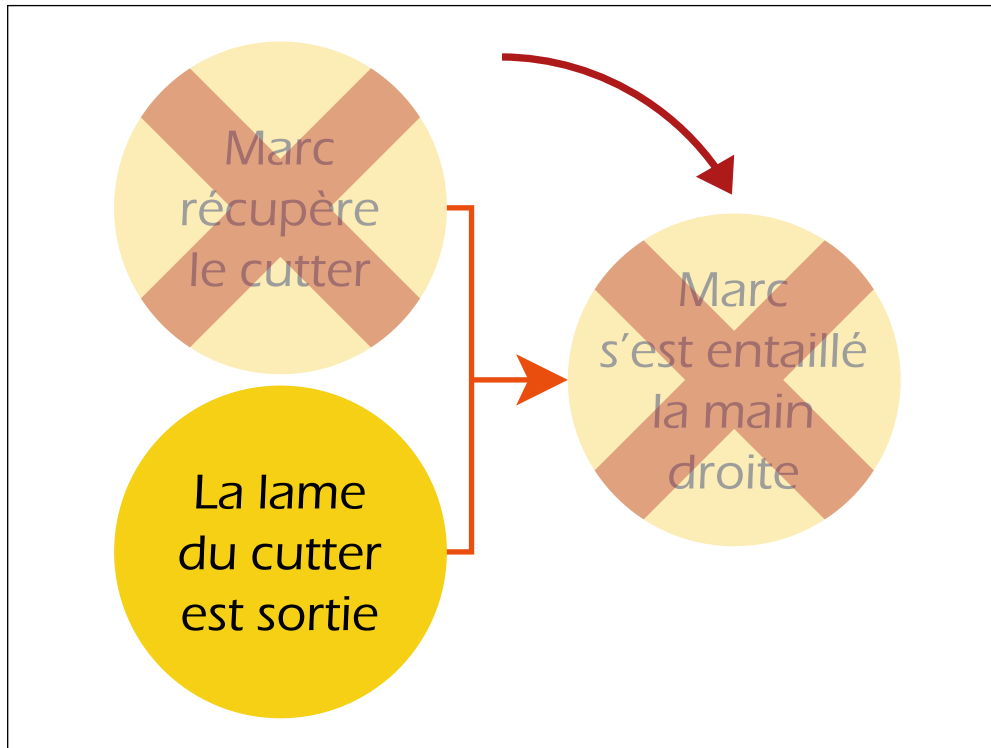 Marc
récupère
le cutter
La lame
du cutter
est sortie
Marc
s'est entaillé
la main
droite